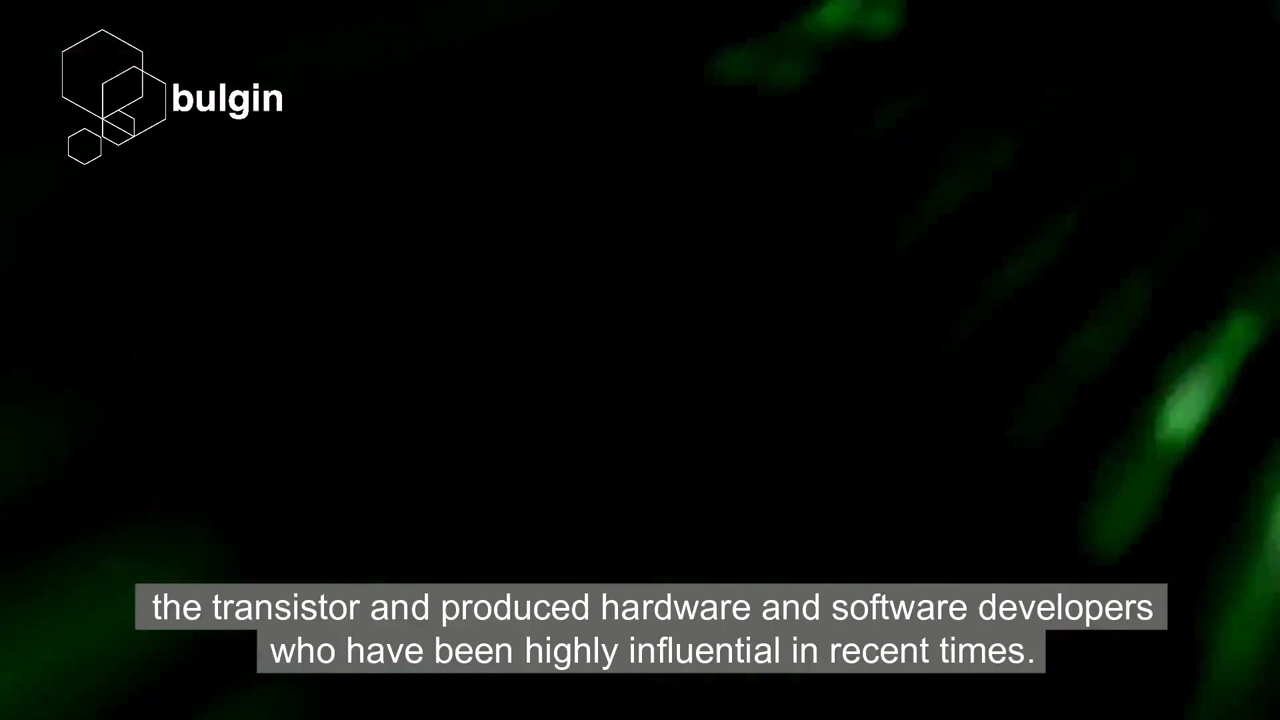 bulgin
the transistor and produced hardware and software developers
who have been highly influential in recent times.